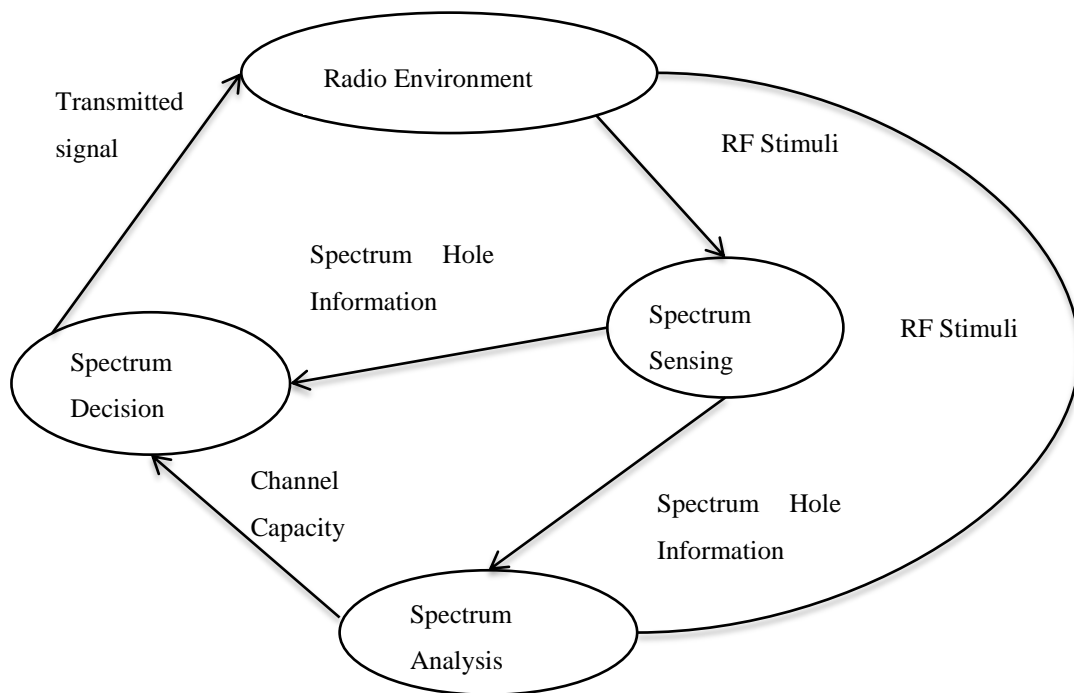 Radio Environment
Transmitted
signal
RF Stimuli
Spectrum Hole
Information
Spectrum
Sensing
RF Stimuli
Spectrum
Decision
Channel
Capacity
Spectrum Hole
Information
Spectrum
Analysis